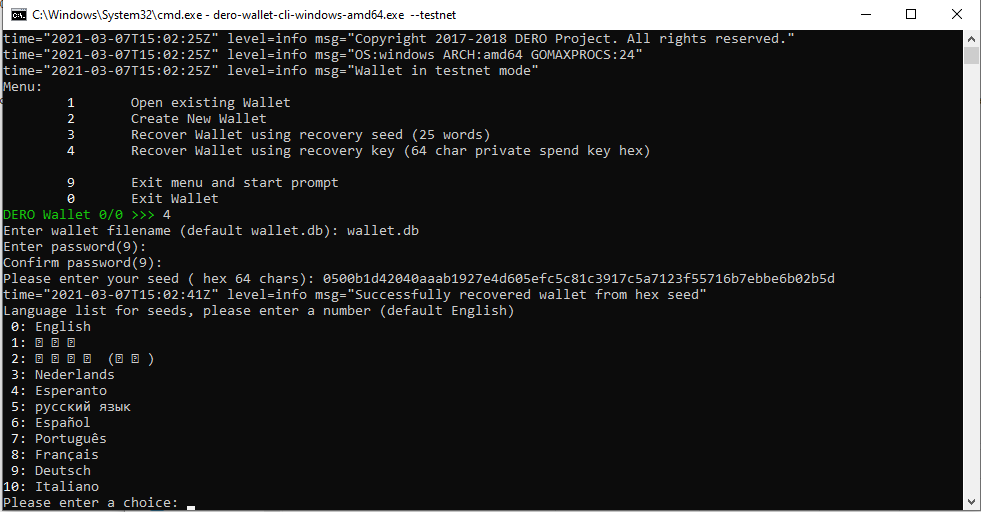 C:\Windows\System32\cmd.exe - dero-wallet-cli-windows-amd64.exe --testnet
time="2021-03-07T15:02:25Z" level=info msg="Copyright 2017-2018 DERO Project. All rights reserved."
time="2021-03-07T15:02:25Z" level=info msg="OS:windows ARCH:amd64 GOMAXPROCS:24"
time="2021-03-07T15:02:25Z" level=info msg="Wallet in testnet mode"
Menu:
1 Open existing Wallet
2 Create New Wallet
3 Recover Wallet using recovery seed (25 words)
4 Recover Wallet using recovery key (64 char private spend key hex)
9 Exit menu and start prompt
0 Exit Wallet
DERO Wallet 0/0 >>> 4
Enter wallet filename (default wallet.db): wallet.db
Enter password(9):
Confirm password(9):
Please enter your seed ( hex 64 chars): 0500b1d42040aaab1927e4d605efc5c81c3917c5a7123f55716b7ebbe6b02b5d
time="2021-03-07T15:02:41Z" level=info msg="Successfully recovered wallet from hex seed"
Language list for seeds, please enter a number (default English)
0: English
1:
2: ( )
3: Nederlands
4: Esperanto
5: русский язык
6: Español
7: Português
8: Français
9: Deutsch
10: Italiano
Please enter a choice: